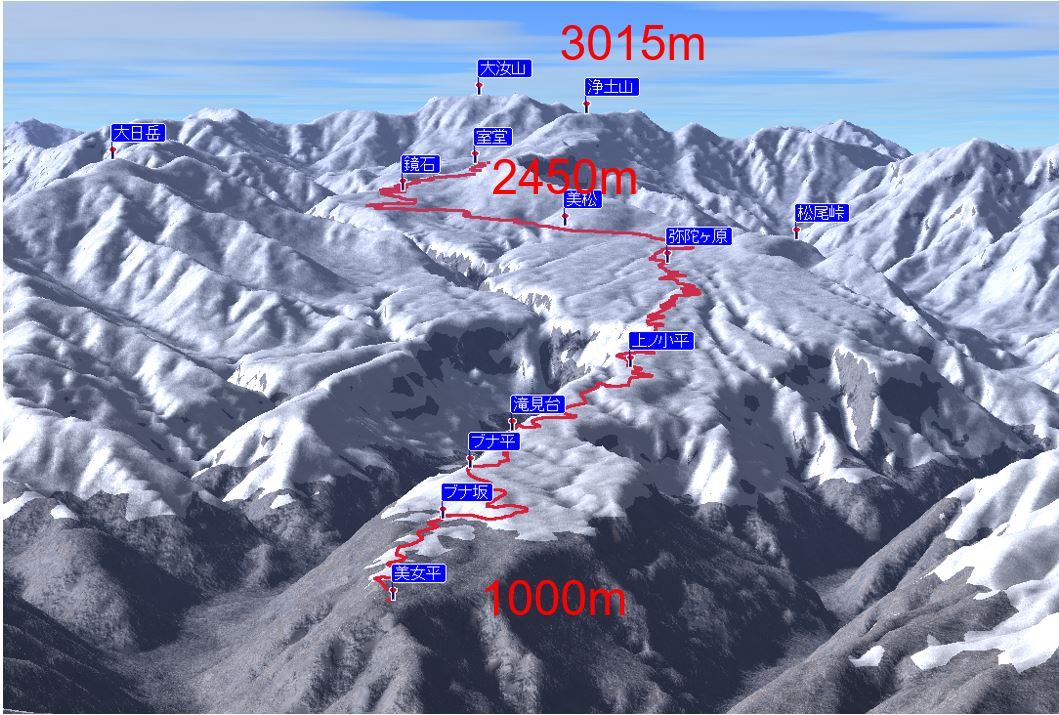 3015m
大汝山
浄土山
大日岳
室堂
鏡石
2450m
美松
松尾峠
弥陀ヶ原
上ノ小平
滝見台
ブナ平
ブナ坂
美女平
1000m